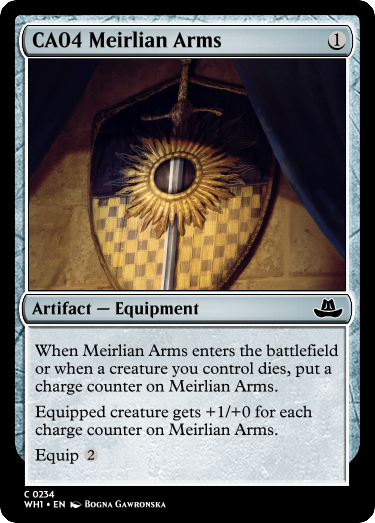 CA04 Meirlian Arms 1
Artifact — Equipment
When Meirlian Arms enters the battlefield
or when a creature you control dies, put a
charge counter on Meirlian Arms.
Equipped creature gets +1/+0 for each
charge counter on Meirlian Arms.
Equip 2
C 0234
WH1 • EN Bogna Gawronska